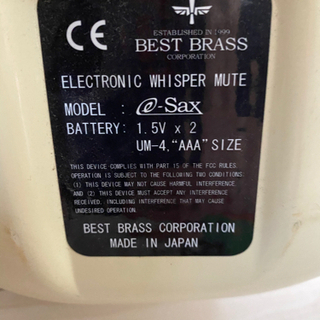 CE
ESTABLISHED IN 1999
BEST BRASS
CORPORATION
ELECTRONIC WHISPER MUTE
MODEL : e-Sax
BATTERY: 1.5V x 2
UM-4, "AAA" SIZE
THIS DEVICE COMPLIES WITH PART 15 OF THE FCC RULES
OPERATION IS SUBJECT TO THE FOLLOWING TWO CONDITIONS.
(1) THIS DEVICE MAY NOT CAUSE HARMFUL INTERFERENCE,
AND (2) THIS DEVICE MUST ACCEPT ANY INTERFERENCE
RECEIVED, INCLUDING INTERFERENCE THAT MAY CAUSE
UNDESIRED OPERATION.
BEST BRASS CORPORATION
MADE IN JAPAN